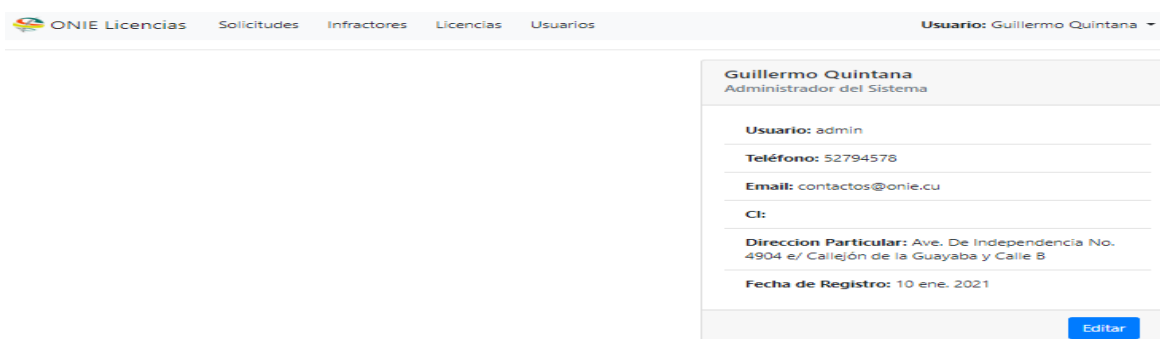 ONIE Licencias Solicitudes Infractores Licencias Usuarios Usuario: Guillermo Quintana
Guillermo Quintana
Administrador del Sistema
Usuario: admin
Teléfono: 52794578
Email: contactos@onie.cu
CI:
Direccion Particular: Ave. De Independencia No.
4904 e/ Callejón de la Guayaba y Calle B
Fecha de Registro: 10 ene. 2021
Editar